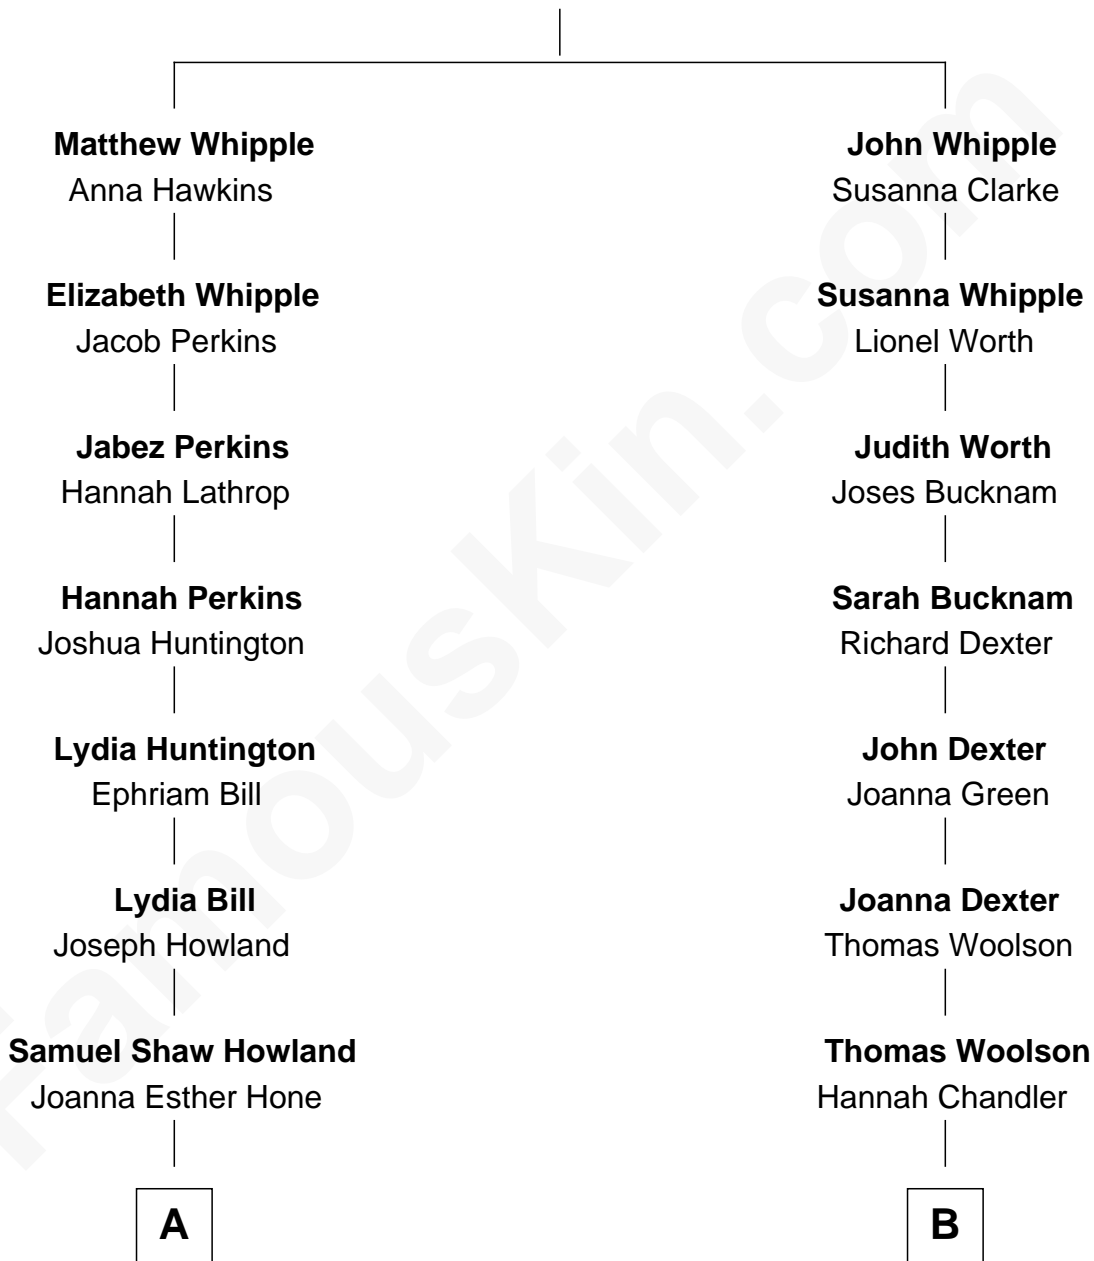 Matthew Whipple
Anna Hawkins
Elizabeth Whipple
Jacob Perkins
Jabez Perkins
Hannah Lathrop
Hannah Perkins
Joshua Huntington
Lydia Huntington
Ephriam Bill
Lydia Bill
Joseph Howland
Samuel Shaw Howland
Joanna Esther Hone
A
John Whipple
Susanna Clarke
Susanna Whipple
Lionel Worth
Judith Worth
Joses Bucknam
Sarah Bucknam
Richard Dexter
John Dexter
Joanna Green
Joanna Dexter
Thomas Woolson
Thomas Woolson
Hannah Chandler
B
FamousKin.com